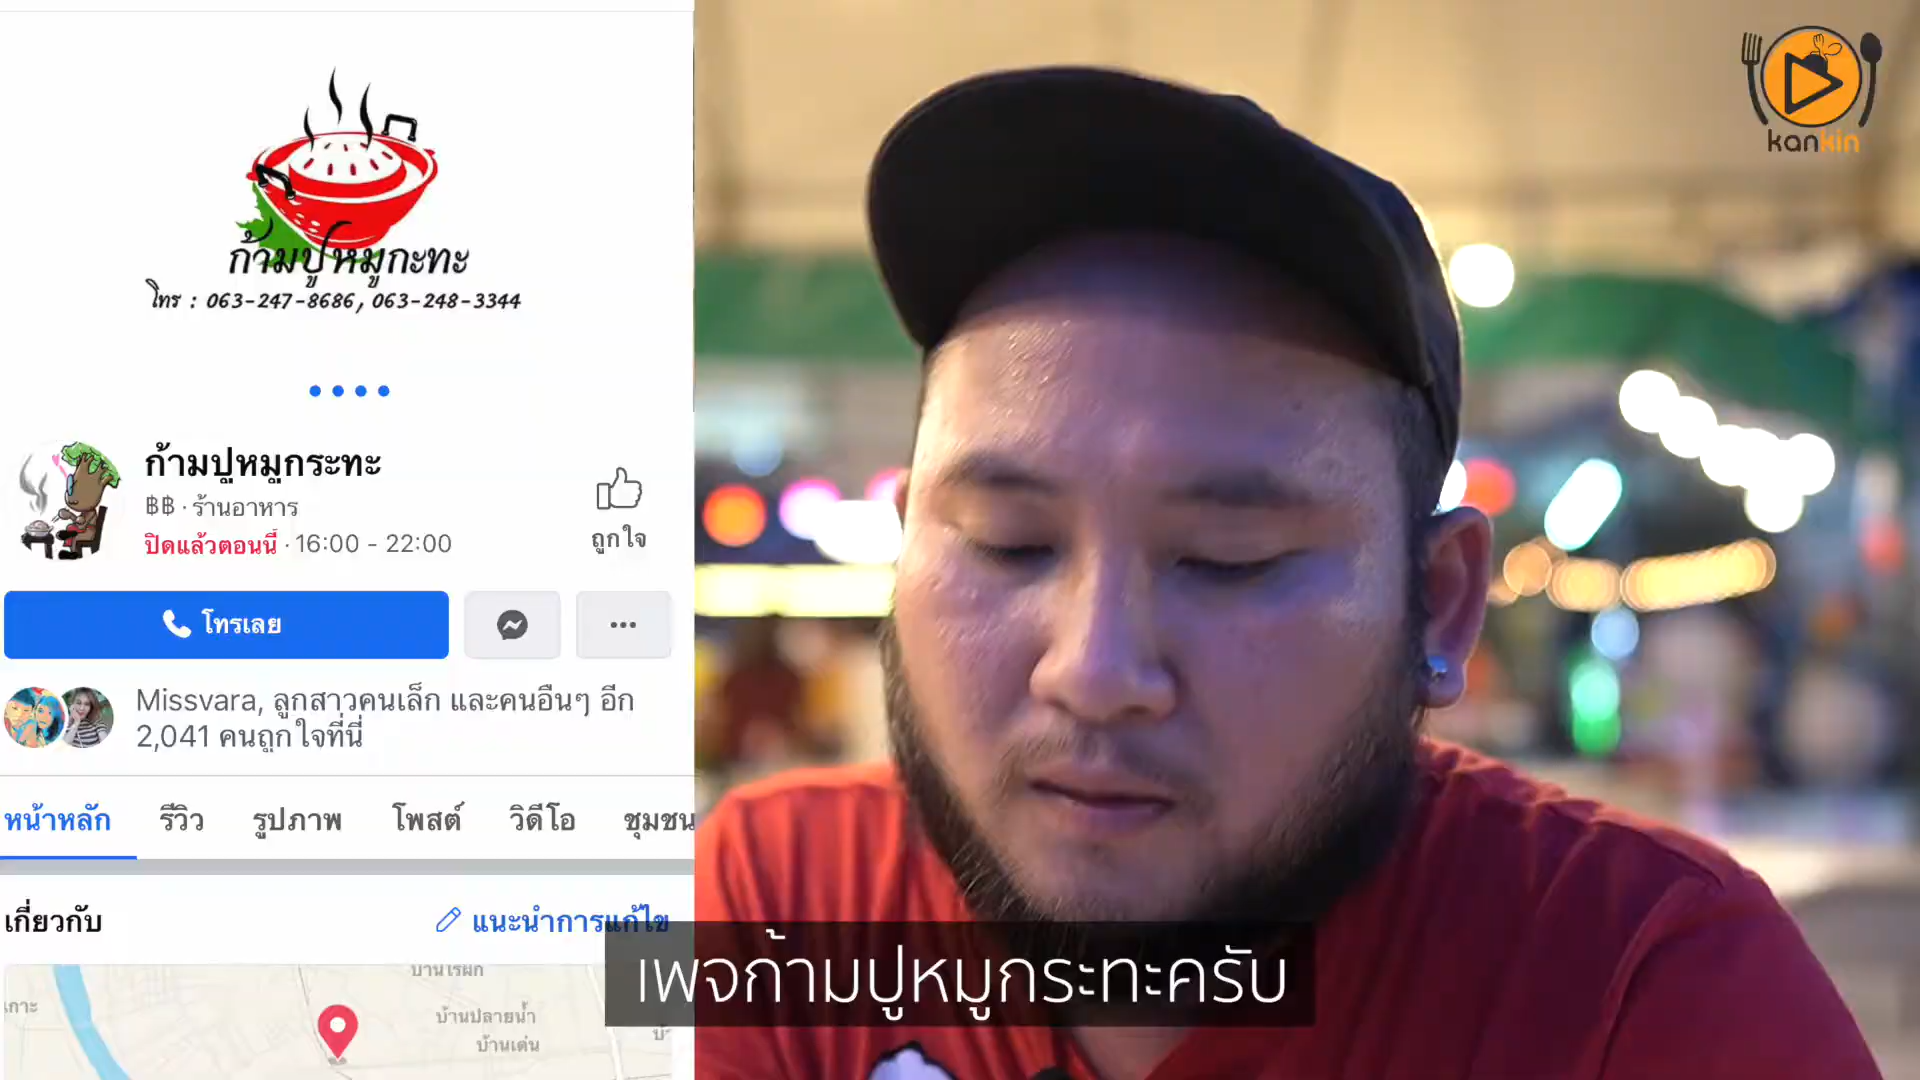 ก้ามปูหมูกะทะ
โทร : 063-247-8686, 063-248-3344
ก้ามปูหมูกระทะ
฿฿ · ร้านอาหาร
ปิดแล้วตอนนี้ · 16:00 - 22:00
ถูกใจ
โทรเลย
Missvara, ลูกสาวคนเล็ก และคนอื่นๆ อีก
2,041 คนถูกใจที่นี่
หน้าหลัก รีวิว รูปภาพ โพสต์ วิดีโอ ชุมชน
เกี่ยวกับ แนะนำการแก้ไข
บ้านปลายน้ำ
บ้านเด่น
เพจก้ามปูหมูกระทะครับ
kankin